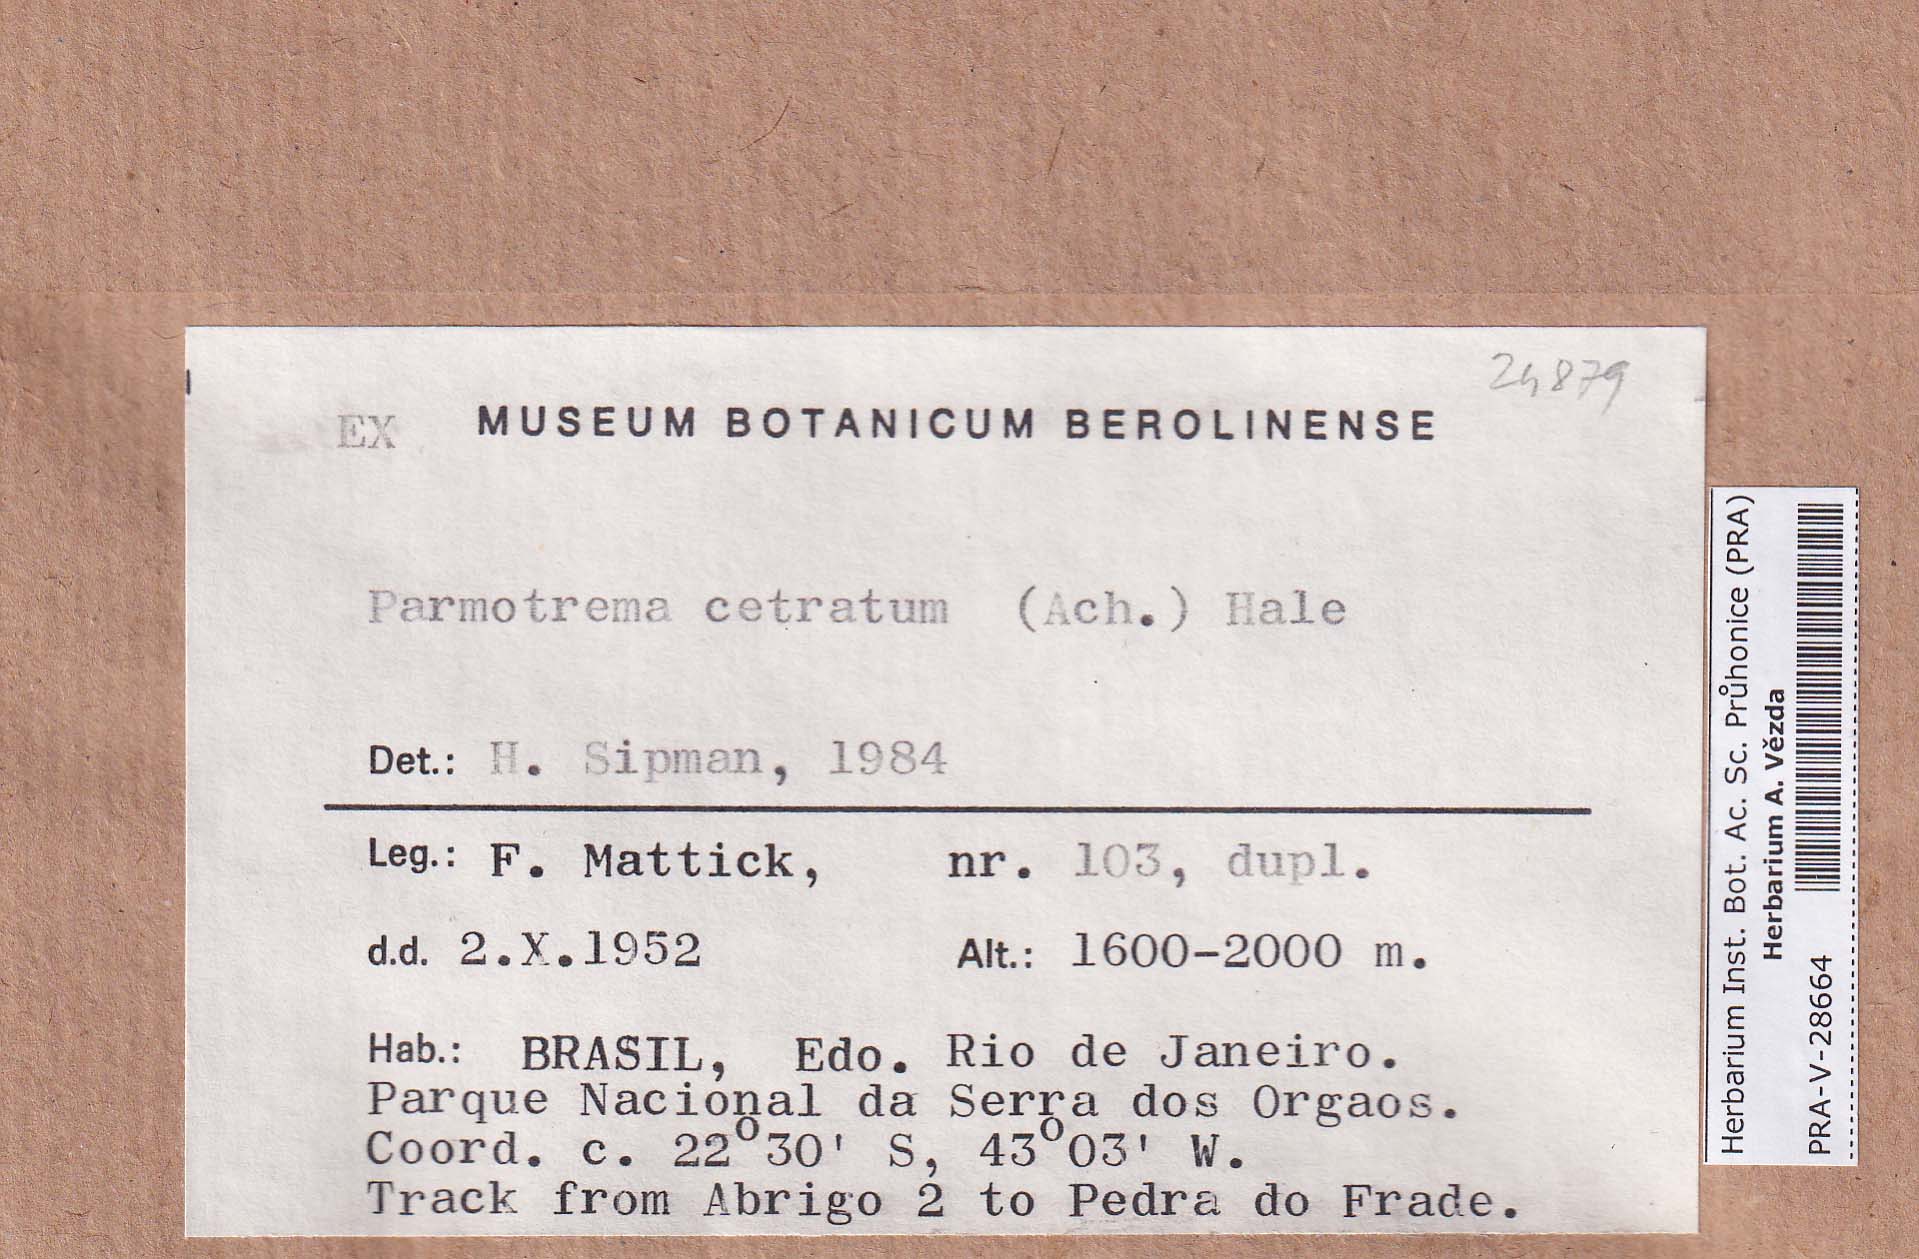 24879
EX MUSEUM BOTANICUM BEROLINENSE
Parmotrema cetratum (Ach.) Hale
Det.: H. Sipman, 1984
Leg.: F. Mattick, nr. 103, dupl.
d.d. 2.X.1952 Alt.: 1600-2000 m.
Hab.: BRASIL, Edo. Rio de Janeiro.
Parque Nacional da Serra dos Orgaos.
Coord. c. 22°30' S, 43°03' W.
Track from Abrigo 2 to Pedra do Frade.
Herbarium Inst. Bot. Ac. Sc. Průhonice (PRA)
Herbarium A. Vězda
PRA-V-28664